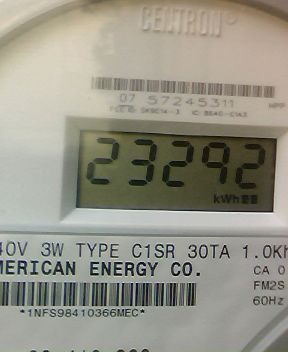 CENTRON®
07 57245311
23292
kWh
40V 3W TYPE C1SR 30TA 1.0Kh
MERICAN ENERGY CO.
CA 0
FM2S
60Hz
*1NFS98410366MEC*